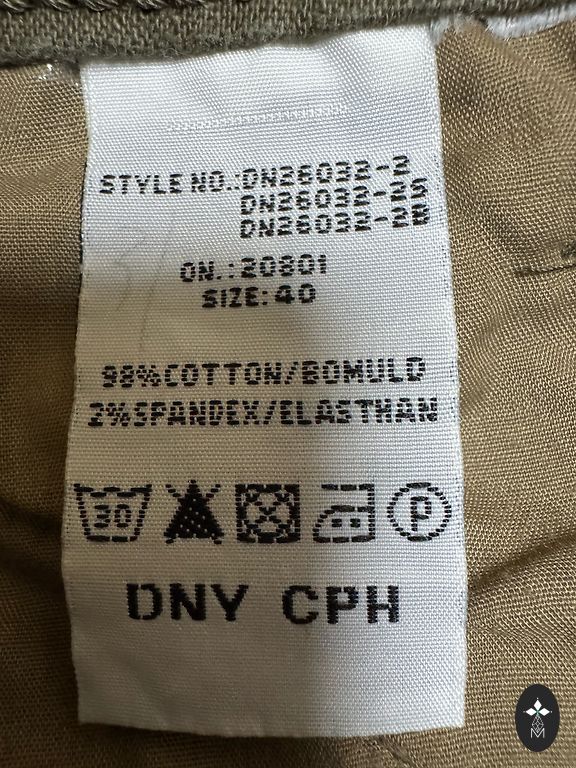 STYLE NO.:DN26032-2
DN26032-2S
DN26032-2B
ON.:20801
SIZE:40
98%COTTON/BOMULD
2%SPANDEX/ELASTHAN
30 P
DNY CPH
M